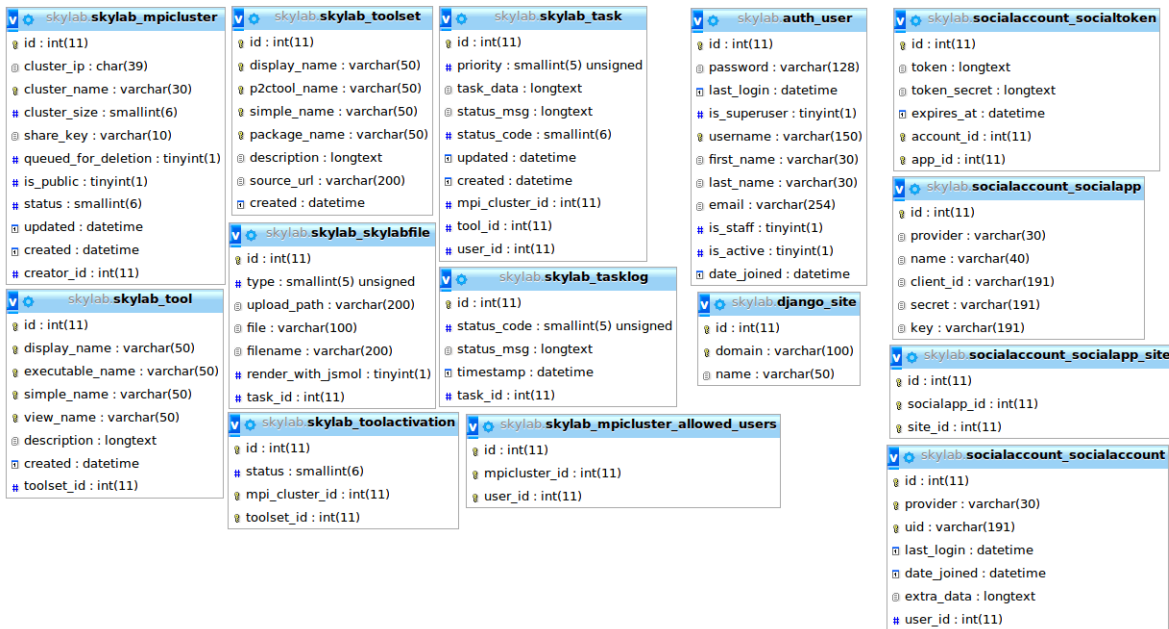 skylab.skylab_mpicluster
id : int(11)
cluster_ip : char(39)
cluster_name : varchar(30)
cluster_size : smallint(6)
share_key : varchar(10)
queued_for_deletion : tinyint(1)
is_public : tinyint(1)
status : smallint(6)
updated : datetime
created : datetime
creator_id : int(11)
skylab.skylab_tool
id : int(11)
display_name : varchar(50)
executable_name : varchar(50)
simple_name : varchar(50)
view_name : varchar(50)
description : longtext
created : datetime
toolset_id : int(11)
skylab.skylab_toolset
id : int(11)
display_name : varchar(50)
p2ctool_name : varchar(50)
simple_name : varchar(50)
package_name : varchar(50)
description : longtext
source_url : varchar(200)
created : datetime
skylab.skylab_skylabfile
id : int(11)
type : smallint(5) unsigned
upload_path : varchar(200)
file : varchar(100)
filename : varchar(200)
render_with_jsmol : tinyint(1)
task_id : int(11)
skylab.skylab_toolactivation
id : int(11)
status : smallint(6)
mpi_cluster_id : int(11)
toolset_id : int(11)
skylab.skylab_task
id : int(11)
priority : smallint(5) unsigned
task_data : longtext
status_msg : longtext
status_code : smallint(6)
updated : datetime
created : datetime
mpi_cluster_id : int(11)
tool_id : int(11)
user_id : int(11)
skylab.skylab_tasklog
id : int(11)
status_code : smallint(5) unsigned
status_msg : longtext
timestamp : datetime
task_id : int(11)
skylab.skylab_mpicluster_allowed_users
id : int(11)
mpicluster_id : int(11)
user_id : int(11)
skylab.auth_user
id : int(11)
password : varchar(128)
last_login : datetime
is_superuser : tinyint(1)
username : varchar(150)
first_name : varchar(30)
last_name : varchar(30)
email : varchar(254)
is_staff : tinyint(1)
is_active : tinyint(1)
date_joined : datetime
skylab.django_site
id : int(11)
domain : varchar(100)
name : varchar(50)
skylab.socialaccount_socialtoken
id : int(11)
token : longtext
token_secret : longtext
expires_at : datetime
account_id : int(11)
app_id : int(11)
skylab.socialaccount_socialapp
id : int(11)
provider : varchar(30)
name : varchar(40)
client_id : varchar(191)
secret : varchar(191)
key : varchar(191)
skylab.socialaccount_socialapp_site
id : int(11)
socialapp_id : int(11)
site_id : int(11)
skylab.socialaccount_socialaccount
id : int(11)
provider : varchar(30)
uid : varchar(191)
last_login : datetime
date_joined : datetime
extra_data : longtext
user_id : int(11)